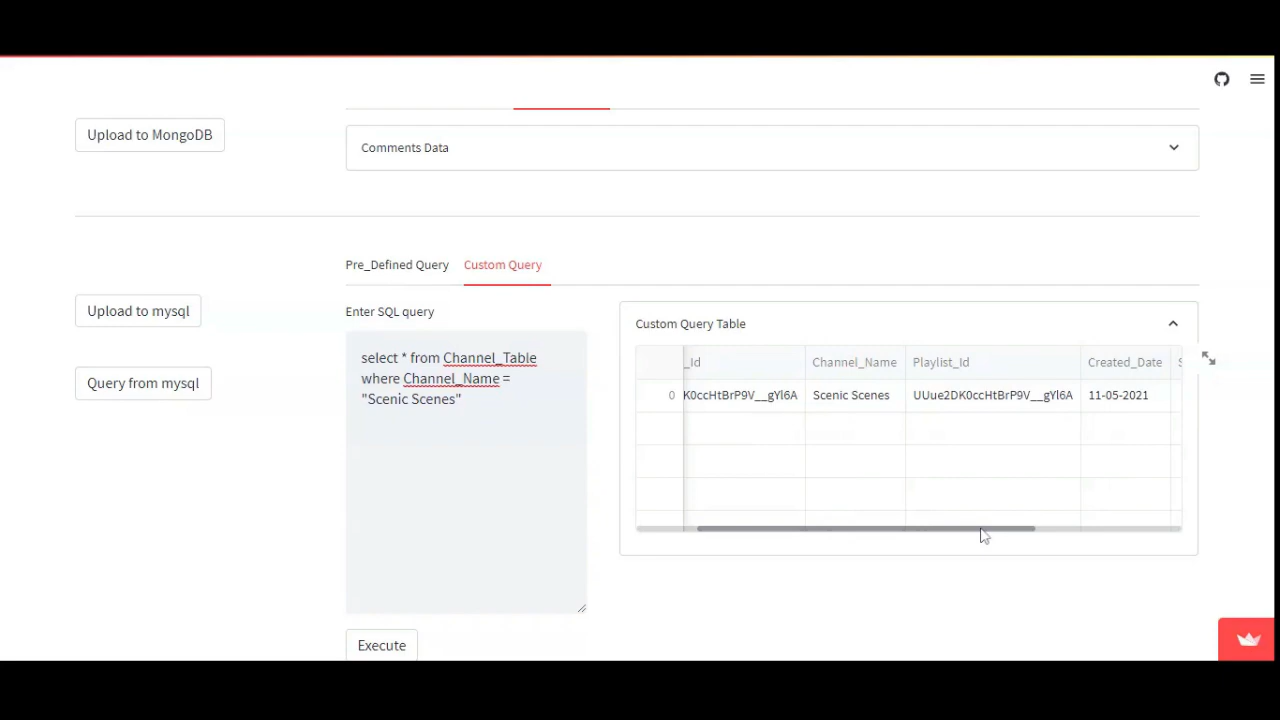 Upload to MongoDB
Comments Data
Pre_Defined Query Custom Query
Upload to mysql
Query from mysql
Enter SQL query
select * from Channel_Table
where Channel_Name =
"Scenic Scenes"
Execute
Custom Query Table
_Id Channel_Name Playlist_Id Created_Date S
0 K0ccHtBrP9V__gYl6A Scenic Scenes UUue2DK0ccHtBrP9V__gYl6A 11-05-2021